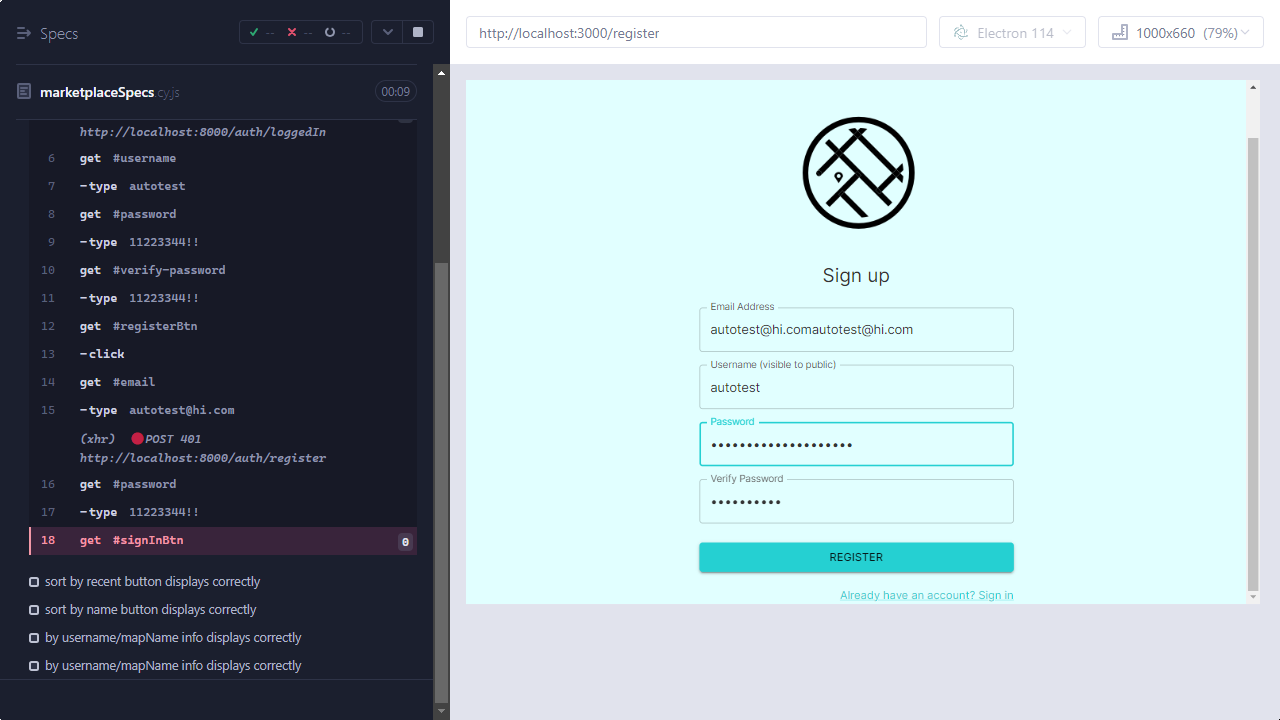 Specs
-- -- --
marketplaceSpecs.cy.js
00:09
http://localhost:8000/auth/loggedIn
6 get #username
7 -type autotest
8 get #password
9 -type 11223344!!
10 get #verify-password
11 -type 11223344!!
12 get #registerBtn
13 -click
14 get #email
15 -type autotest@hi.com
(xhr) POST 401
http://localhost:8000/auth/register
16 get #password
17 -type 11223344!!
18 get #signInBtn 0
sort by recent button displays correctly
sort by name button displays correctly
by username/mapName info displays correctly
by username/mapName info displays correctly
http://localhost:3000/register
Electron 114
1000x660 (79%)
Sign up
Email Address
autotest@hi.comautotest@hi.com
Username (visible to public)
autotest
Password
••••••••••••••••••••
Verify Password
••••••••••
REGISTER
Already have an account? Sign in